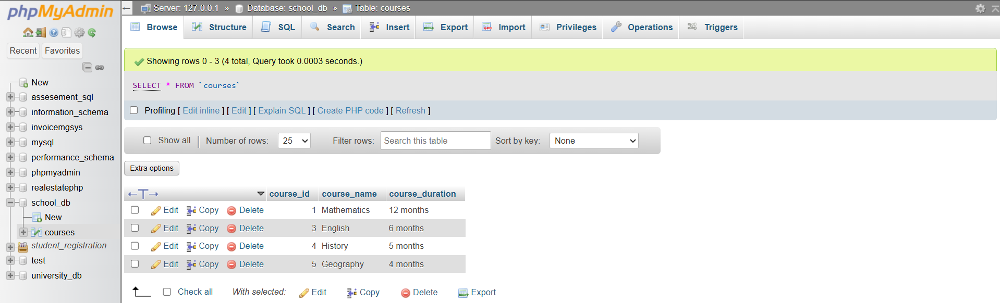 phpMyAdmin
Recent Favorites
New
assesement_sql
information_schema
invoicemgsys
mysql
performance_schema
phpmyadmin
realestatephp
school_db
New
courses
student_registration
test
university_db
Server: 127.0.0.1 » Database: school_db » Table: courses
Browse Structure SQL Search Insert Export Import Privileges Operations Triggers
Showing rows 0 - 3 (4 total, Query took 0.0003 seconds.)
SELECT * FROM `courses`
Profiling [ Edit inline ] [ Edit ] [ Explain SQL ] [ Create PHP code ] [ Refresh ]
Show all | Number of rows: 25 Filter rows: Search this table Sort by key: None
Extra options
←T→ course_id course_name course_duration
Edit Copy Delete 1 Mathematics 12 months
Edit Copy Delete 3 English 6 months
Edit Copy Delete 4 History 5 months
Edit Copy Delete 5 Geography 4 months
Check all With selected: Edit Copy Delete Export